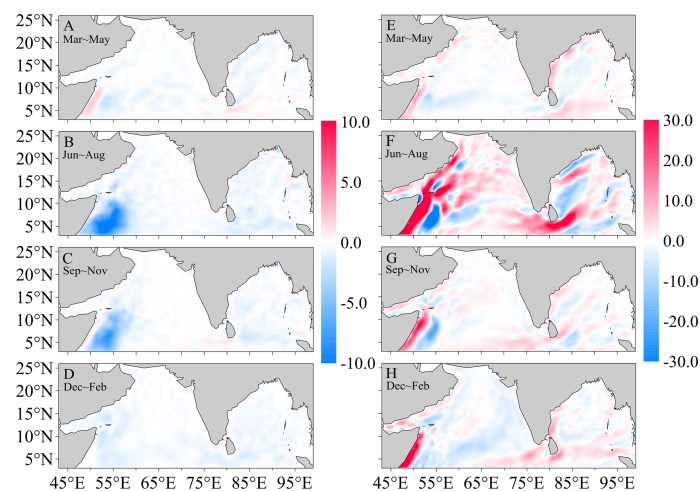 25°N
20°N
15°N
10°N
5°N
A
Mar~May
E
Mar~May
25°N
20°N
15°N
10°N
5°N
B
Jun~Aug
F
Jun~Aug
25°N
20°N
15°N
10°N
5°N
C
Sep~Nov
G
Sep~Nov
25°N
20°N
15°N
10°N
5°N
D
Dec~Feb
H
Dec~Feb
45°E 55°E 65°E 75°E 85°E 95°E
45°E 55°E 65°E 75°E 85°E 95°E
10.0
5.0
0.0
-5.0
-10.0
30.0
20.0
10.0
0.0
-10.0
-20.0
-30.0